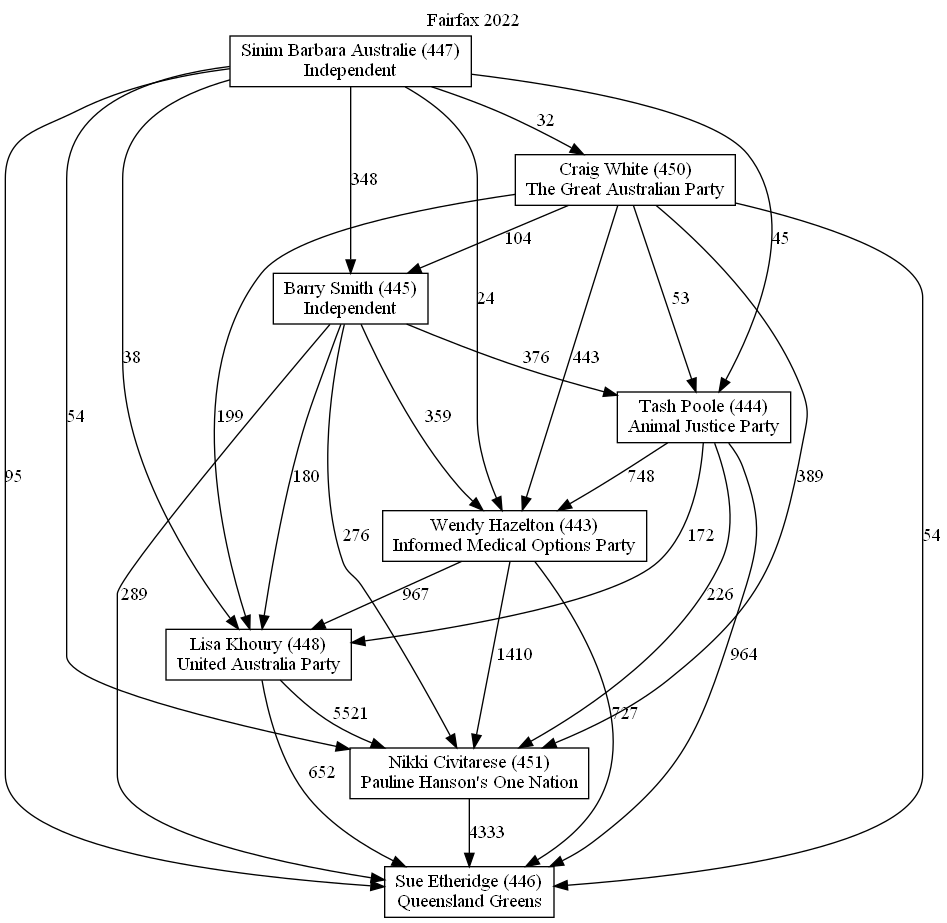 Fairfax 2022
Sinim Barbara Australie (447)
Independent
32
Craig White (450)
The Great Australian Party
348
104
45
Barry Smith (445)
Independent
24
53
38
376
443
Tash Poole (444)
Animal Justice Party
54
199
359
95
180
748
389
Wendy Hazelton (443)
Informed Medical Options Party
276
172
54
289
967
226
Lisa Khoury (448)
United Australia Party
1410
964
5521
727
Nikki Civitarese (451)
Pauline Hanson's One Nation
652
4333
Sue Etheridge (446)
Queensland Greens